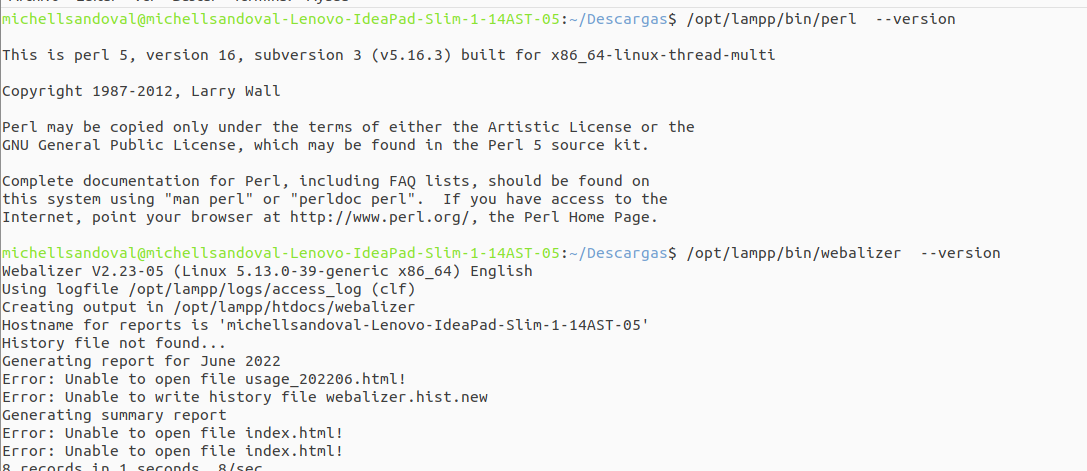 michellsandoval@michellsandoval-Lenovo-IdeaPad-Slim-1-14AST-05:~/Descargas$ /opt/lampp/bin/perl  --version
This is perl 5, version 16, subversion 3 (v5.16.3) built for x86_64-linux-thread-multi
Copyright 1987-2012, Larry Wall
Perl may be copied only under the terms of either the Artistic License or the
GNU General Public License, which may be found in the Perl 5 source kit.
Complete documentation for Perl, including FAQ lists, should be found on
this system using "man perl" or "perldoc perl".  If you have access to the
Internet, point your browser at http://www.perl.org/, the Perl Home Page.
michellsandoval@michellsandoval-Lenovo-IdeaPad-Slim-1-14AST-05:~/Descargas$ /opt/lampp/bin/webalizer  --version
Webalizer V2.23-05 (Linux 5.13.0-39-generic x86_64) English
Using logfile /opt/lampp/logs/access_log (clf)
Creating output in /opt/lampp/htdocs/webalizer
Hostname for reports is 'michellsandoval-Lenovo-IdeaPad-Slim-1-14AST-05'
History file not found...
Generating report for June 2022
Error: Unable to open file usage_202206.html!
Error: Unable to write history file webalizer.hist.new
Generating summary report
Error: Unable to open file index.html!
Error: Unable to open file index.html!
8 records in 1 seconds, 8/sec